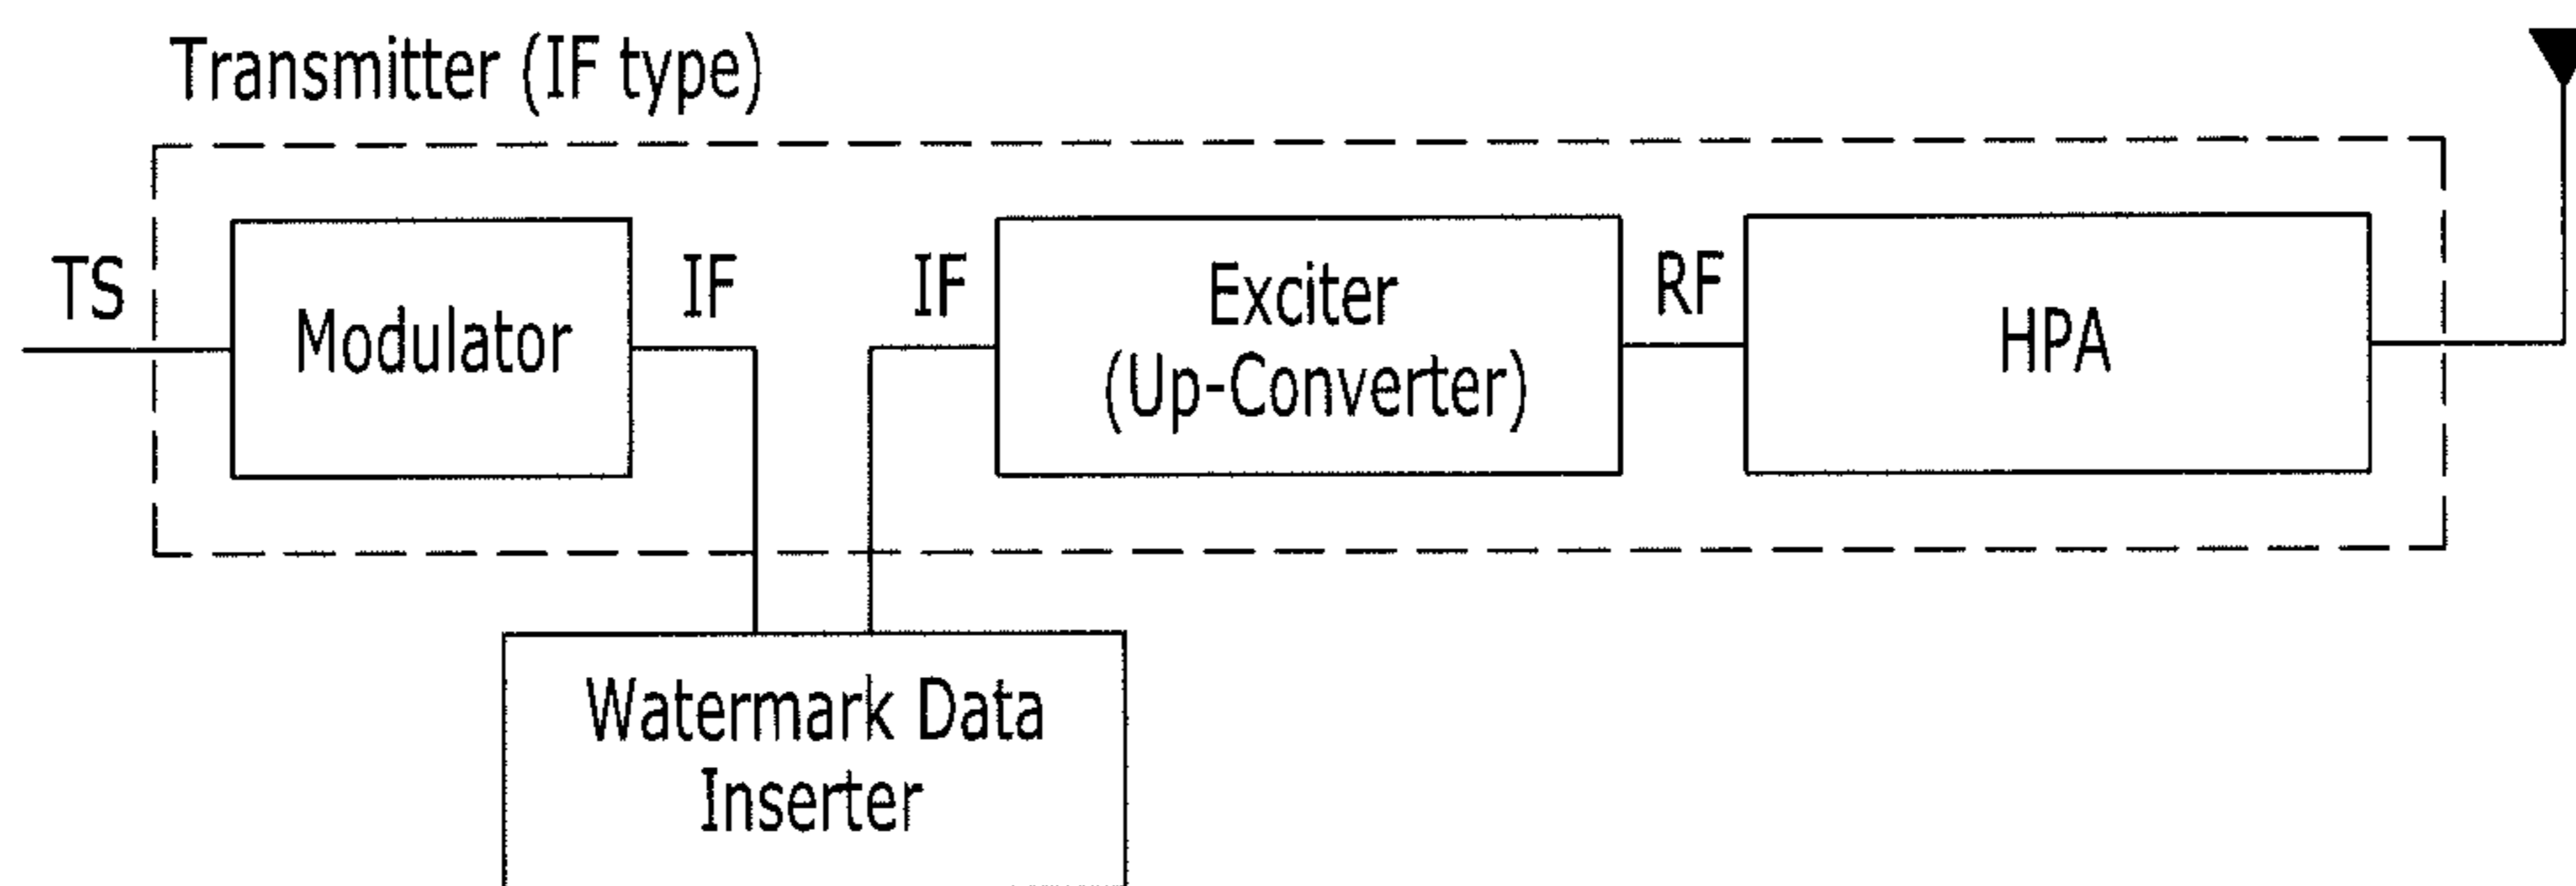 Transmitter (IF type)
TS
Modulator
IF
IF
Exciter
(Up-Converter)
RF
HPA
Watermark Data
Inserter